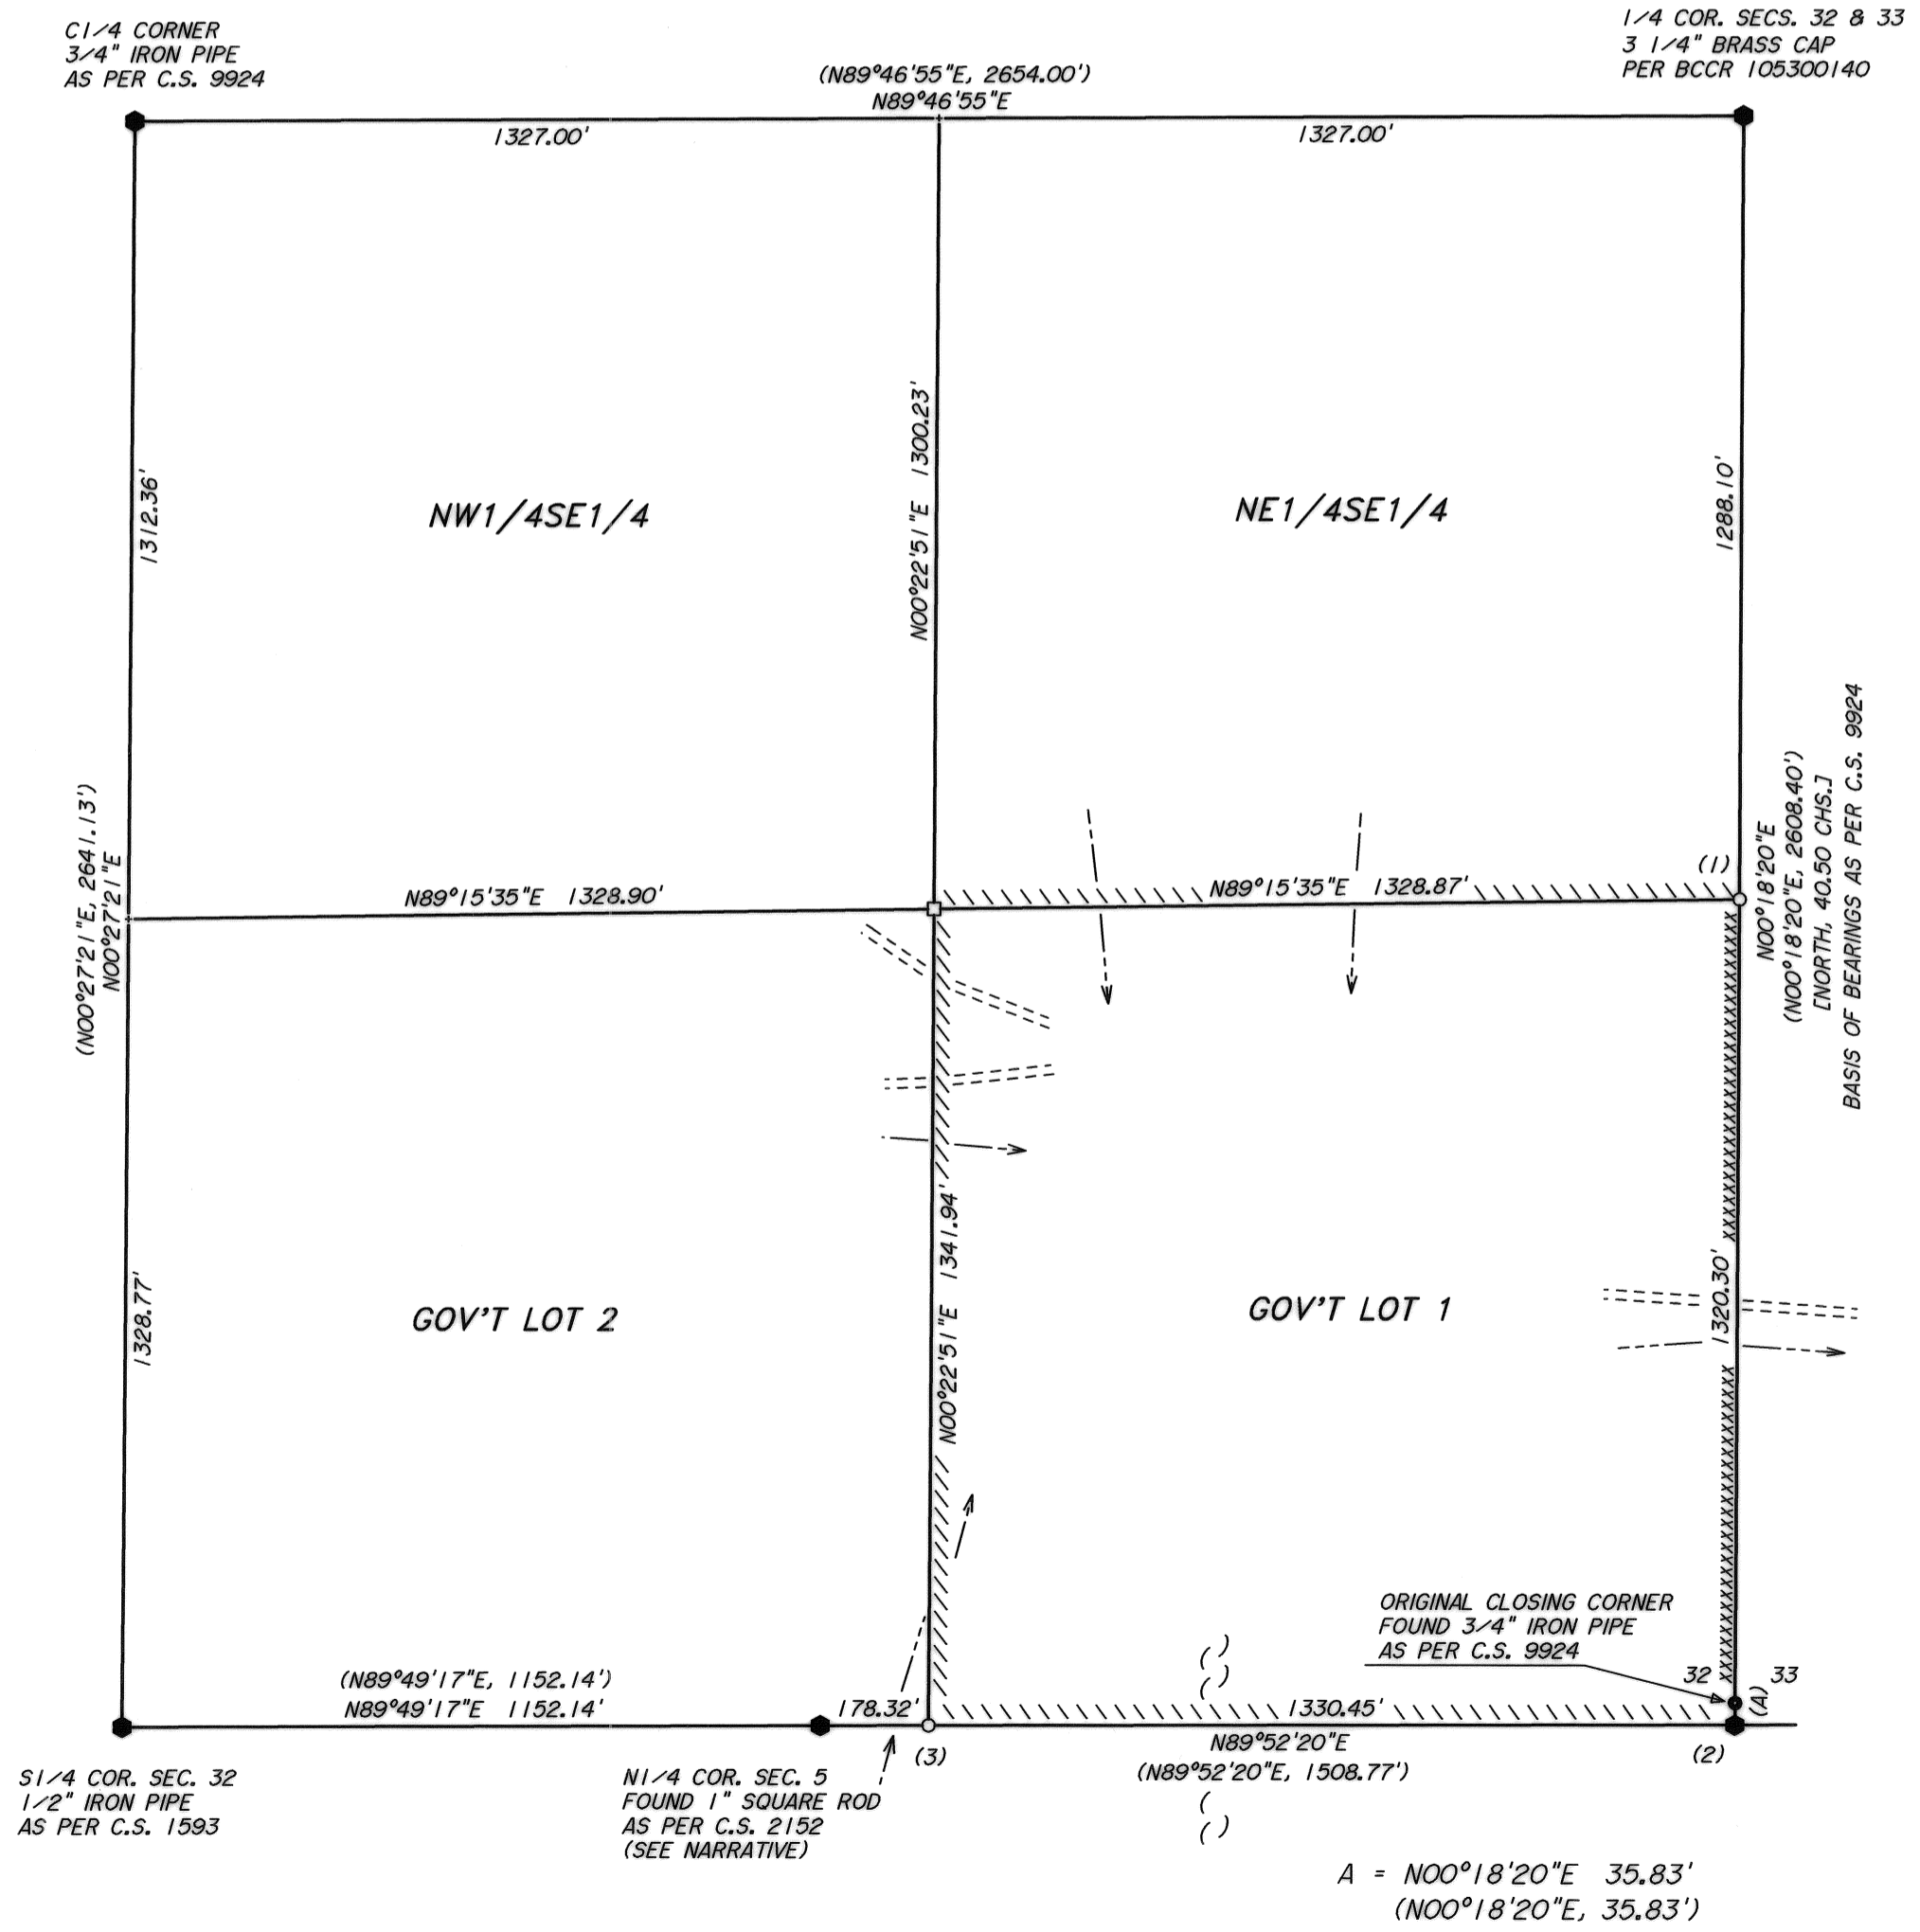 C1/4 CORNER
3/4" IRON PIPE
AS PER C.S. 9924
1/4 COR. SECS. 32 & 33
3 1/4" BRASS CAP
PER BCCR 105300140
(N89°46'55"E, 2654.00')
N89°46'55"E
1327.00'
1327.00'
1312.36'
NW1/4SE1/4
N00°22'51"E 1300.23'
NE1/4SE1/4
1288.10'
(N00°27'21"E, 2641.13')
N00°27'21"E
N89°15'35"E 1328.90'
N89°15'35"E 1328.87'
(1)
N00°18'20"E
(N00°18'20"E, 2608.40')
[NORTH, 40.50 CHS.]
BASIS OF BEARINGS AS PER C.S. 9924
1328.77'
GOV'T LOT 2
N00°22'51"E 1341.94'
GOV'T LOT 1
1320.30'
ORIGINAL CLOSING CORNER
FOUND 3/4" IRON PIPE
AS PER C.S. 9924
32
33
(A)
(N89°49'17"E, 1152.14')
N89°49'17"E 1152.14'
178.32'
1330.45'
N89°52'20"E
(N89°52'20"E, 1508.77')
(3)
(2)
S1/4 COR. SEC. 32
1/2" IRON PIPE
AS PER C.S. 1593
N1/4 COR. SEC. 5
FOUND 1" SQUARE ROD
AS PER C.S. 2152
(SEE NARRATIVE)
A = N00°18'20"E 35.83'
(N00°18'20"E, 35.83')